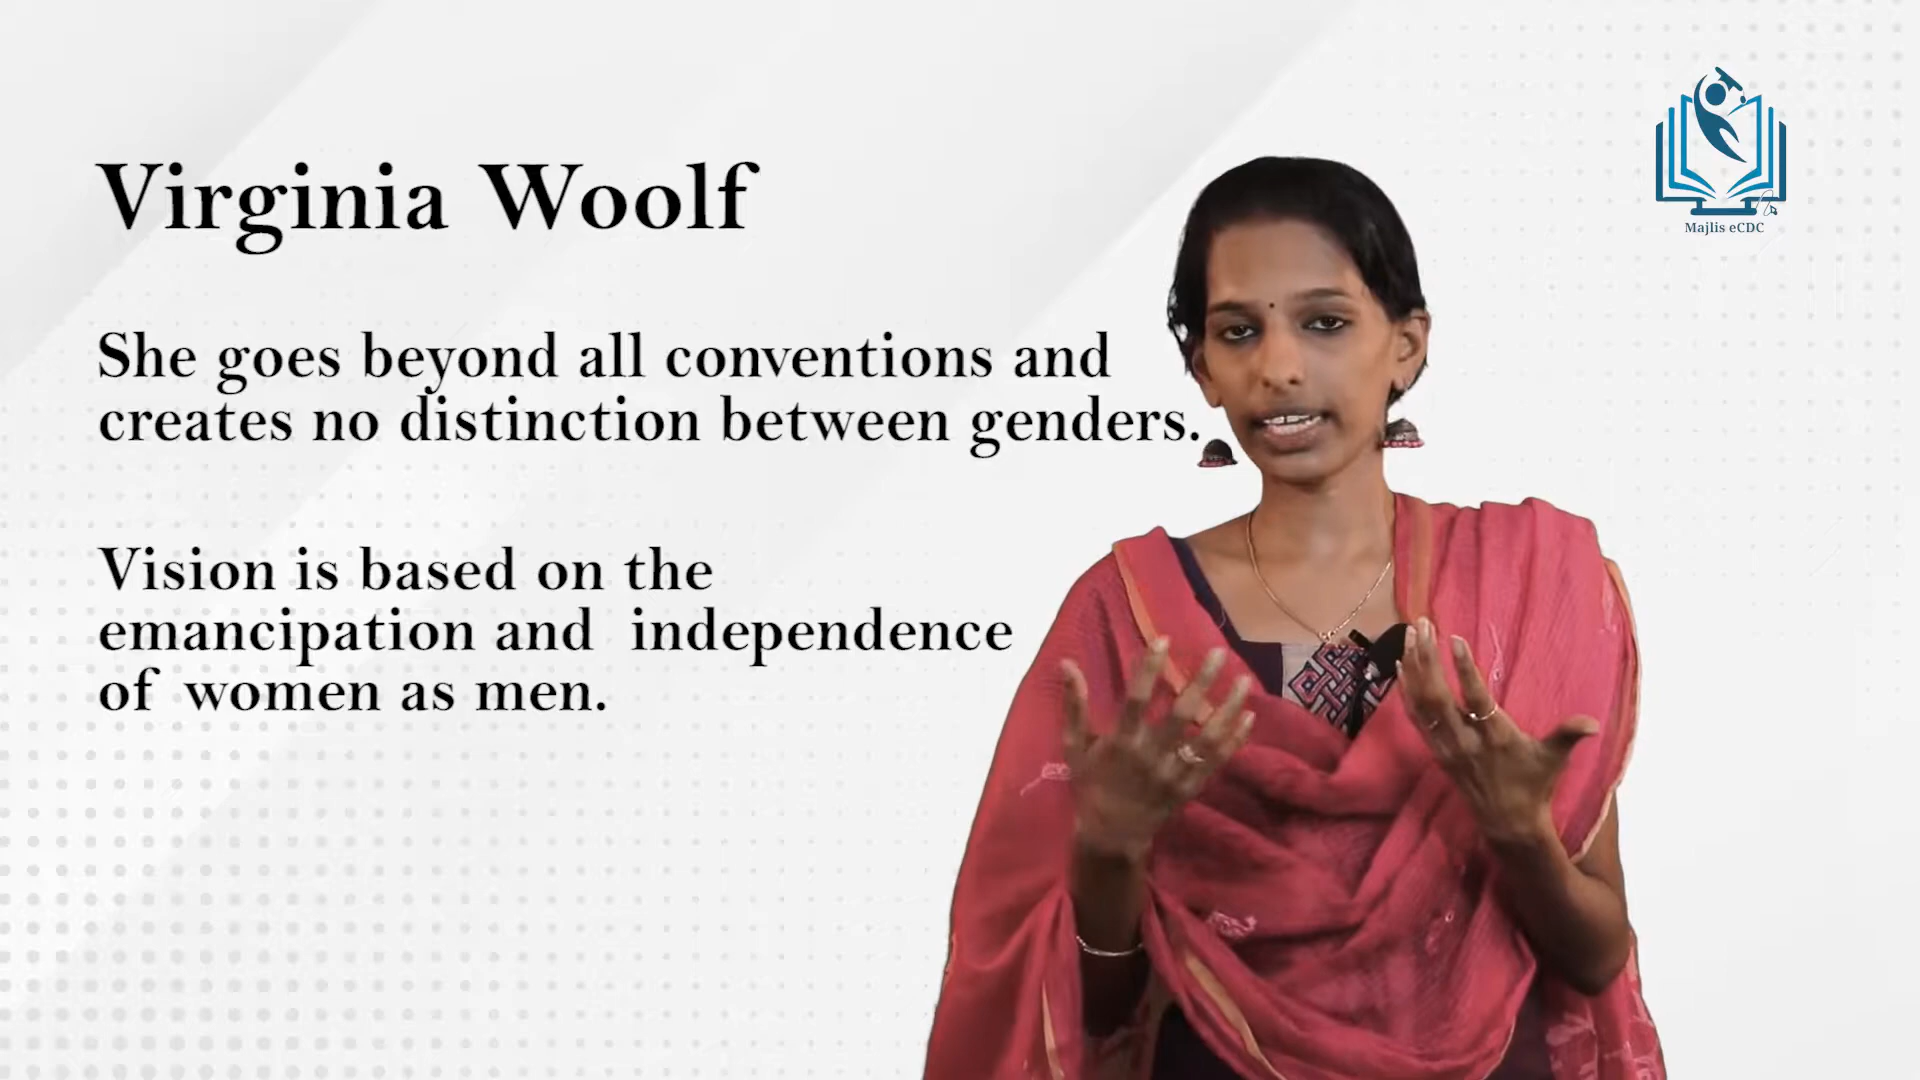 Virginia Woolf
She goes beyond all conventions and
creates no distinction between genders.
Vision is based on the
emancipation and independence
of women as men.
Majlis eCDC